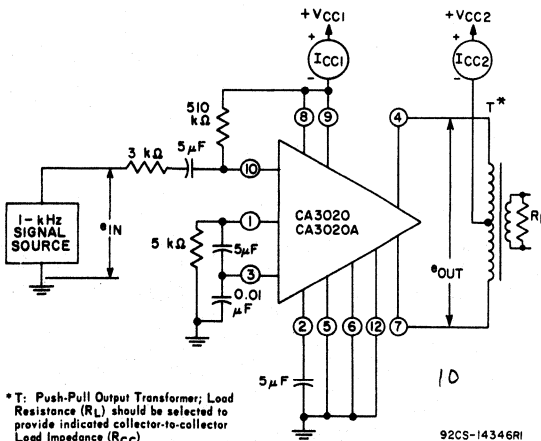 +VCC1
+VCC2
+
ICC1
-
+
ICC2
-
510
kΩ
8
9
4
T*
5μF
3 kΩ
10
1-kHz
SIGNAL
SOURCE
eIN
1
CA3020
CA3020A
5 kΩ
5μF
3
eOUT
0.01
μF
2
5
6
12
7
5μF
10
* T: Push-Pull Output Transformer; Load
Resistance (RL) should be selected to
provide indicated collector-to-collector
Load Impedance (RCC)
92CS-14346R1